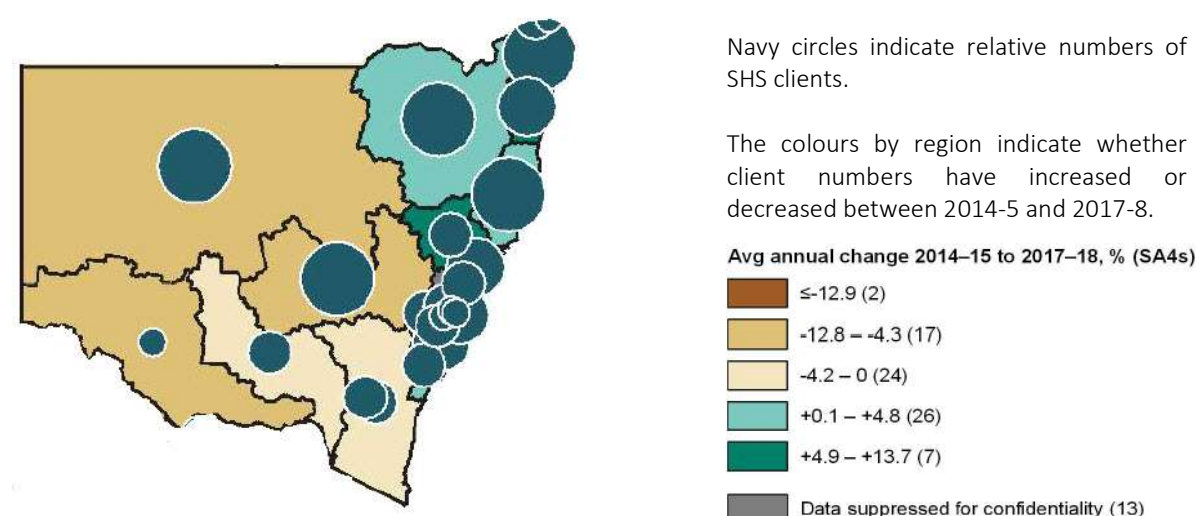 Navy circles indicate relative numbers of
SHS clients.
The colours by region indicate whether
client numbers have increased or
decreased between 2014-5 and 2017-8.
Avg annual change 2014–15 to 2017–18, % (SA4s)
≤-12.9 (2)
-12.8 – -4.3 (17)
-4.2 – 0 (24)
+0.1 – +4.8 (26)
+4.9 – +13.7 (7)
Data suppressed for confidentiality (13)